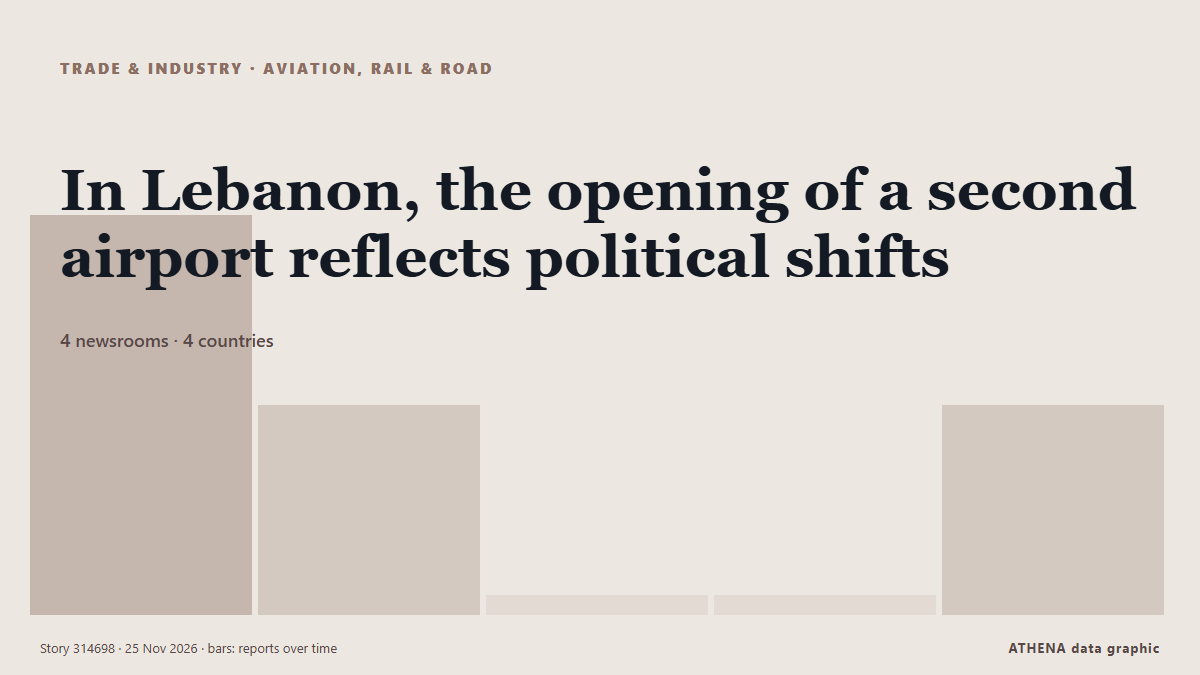 TRADE & INDUSTRY · AVIATION, RAIL & ROAD
In Lebanon, the opening of a second
airport reflects political shifts
4 newsrooms · 4 countries
Story 314698 · 25 Nov 2026 · bars: reports over time
ATHENA data graphic